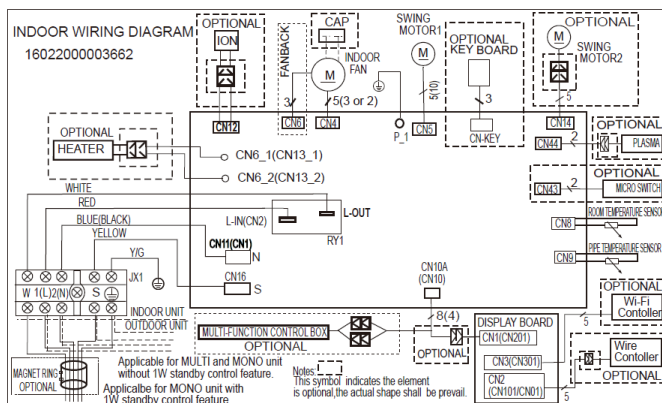 INDOOR WIRING DIAGRAM
16022000003662
OPTIONAL
ION
CN12
FANBACK
3
CN6
CAP
M
INDOOR
FAN
5(3 or 2)
CN4
P_1
SWING
MOTOR1
M
5(10)
CN5
OPTIONAL
KEY BOARD
3
CN-KEY
OPTIONAL
M
SWING
MOTOR2
5
CN14
CN44
2
OPTIONAL
PLASMA
CN43
2
OPTIONAL
MICRO SWITCH
CN8
ROOM TEMPERATURE SENSOR
CN9
PIPE TEMPERATURE SENSOR
OPTIONAL
HEATER
CN6_1(CN13_1)
CN6_2(CN13_2)
WHITE
RED
BLUE(BLACK)
YELLOW
Y/G
L-IN(CN2)
L-OUT
RY1
CN11(CN1)
N
CN16
S
JX1
W 1(L) 2(N) S
INDOOR UNIT
OUTDOOR UNIT
MAGNET RING
OPTIONAL
Applicable for MULTI and MONO unit
without 1W standby control feature.
Applicalbe for MONO unit with
1W standby control feature.
CN10A
(CN10)
8(4)
MULTI-FUNCTION CONTROL BOX
OPTIONAL
OPTIONAL
DISPLAY BOARD
CN1(CN201)
CN3(CN301)
CN2
(CN101/CN01)
5
OPTIONAL
Wi-Fi
Contoller
5
Wire
Contoller
OPTIONAL
Notes:
This symbol indicates the element
is optional,the actual shape shall be prevail.